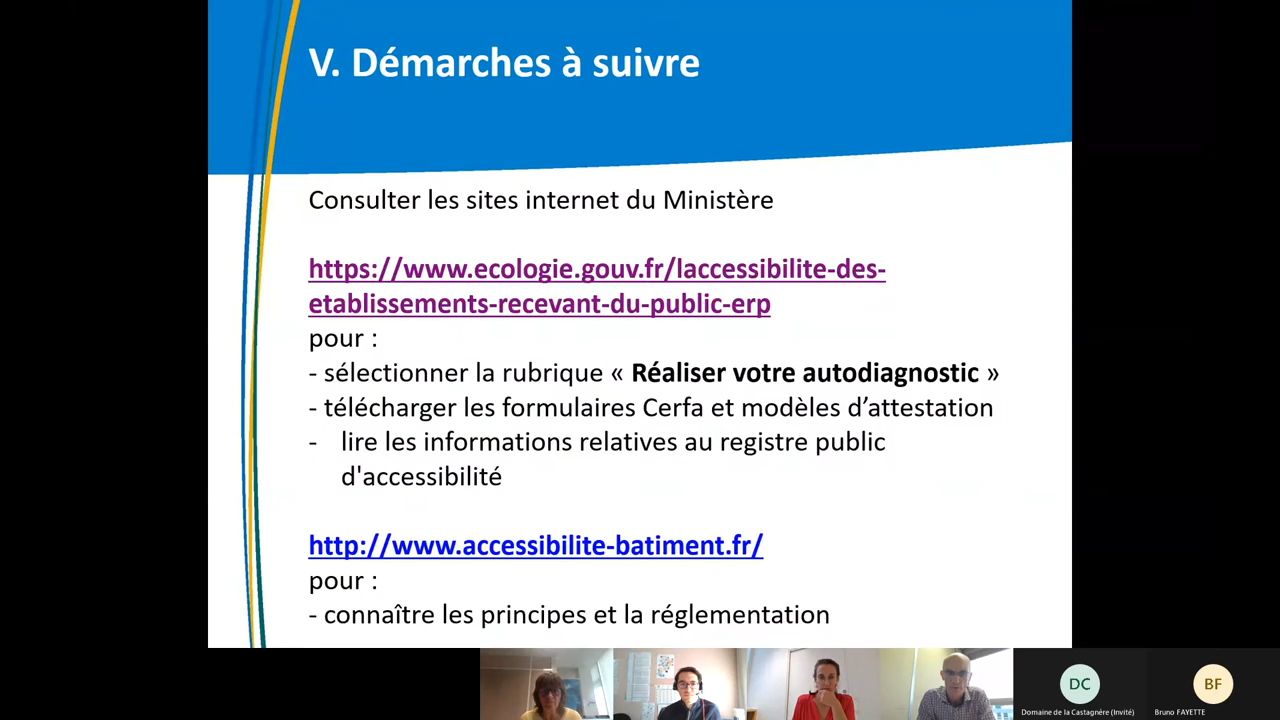 V. Démarches à suivre
Consulter les sites internet du Ministère
https://www.ecologie.gouv.fr/laccessibilite-des-
etablissements-recevant-du-public-erp
pour :
- sélectionner la rubrique « Réaliser votre autodiagnostic »
- télécharger les formulaires Cerfa et modèles d’attestation
- lire les informations relatives au registre public
d'accessibilité
http://www.accessibilite-batiment.fr/
pour :
- connaître les principes et la réglementation
DC
BF
Domaine de la Castagnére (Invité)
Bruno FAYETTE